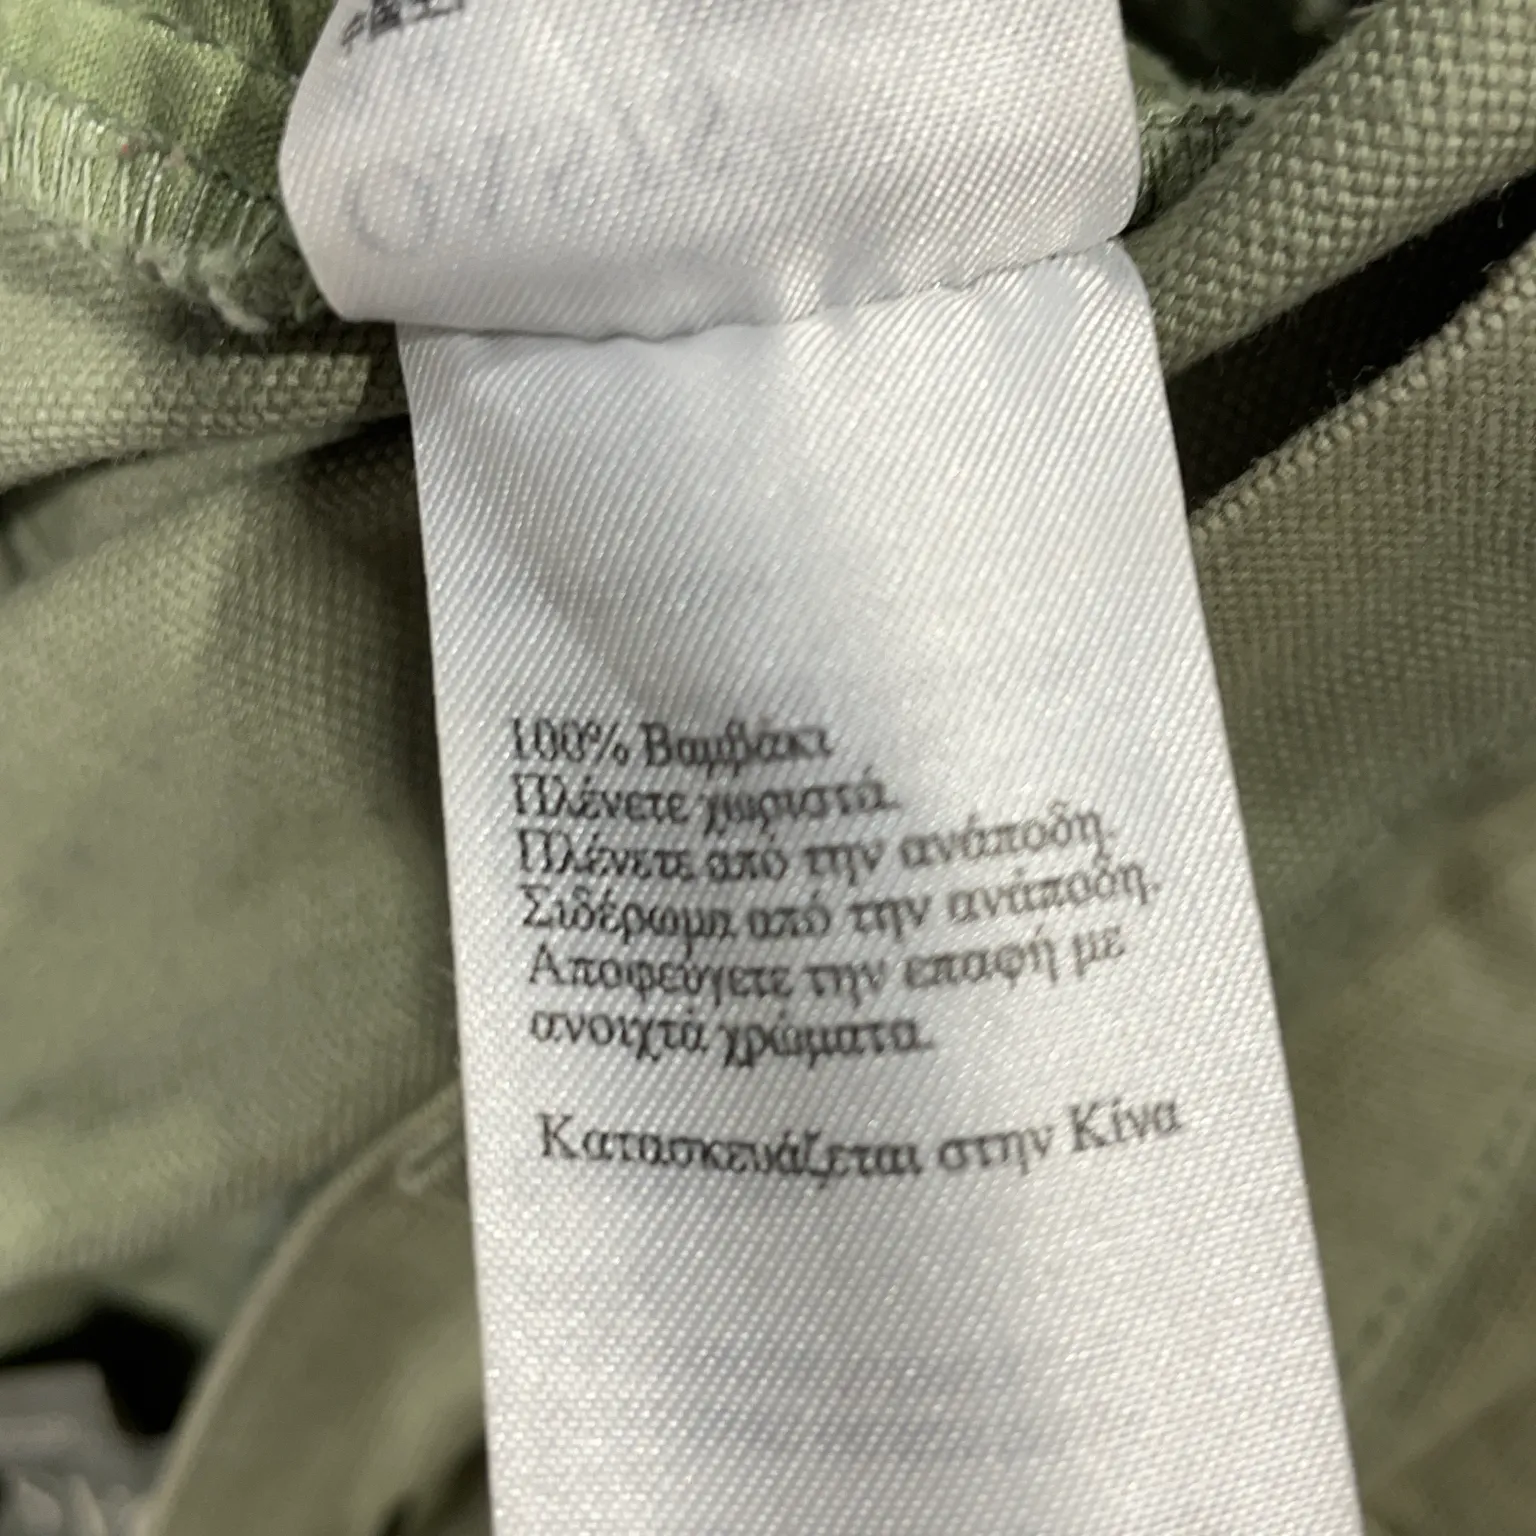 100% Βαμβάκι
Πλένετε χωριστά.
Πλένετε από την ανάποδη.
Σιδέρωμα από την ανάποδη.
Αποφεύγετε την επαφή με
ανοιχτά χρώματα.
Κατασκευάζεται στην Κίνα